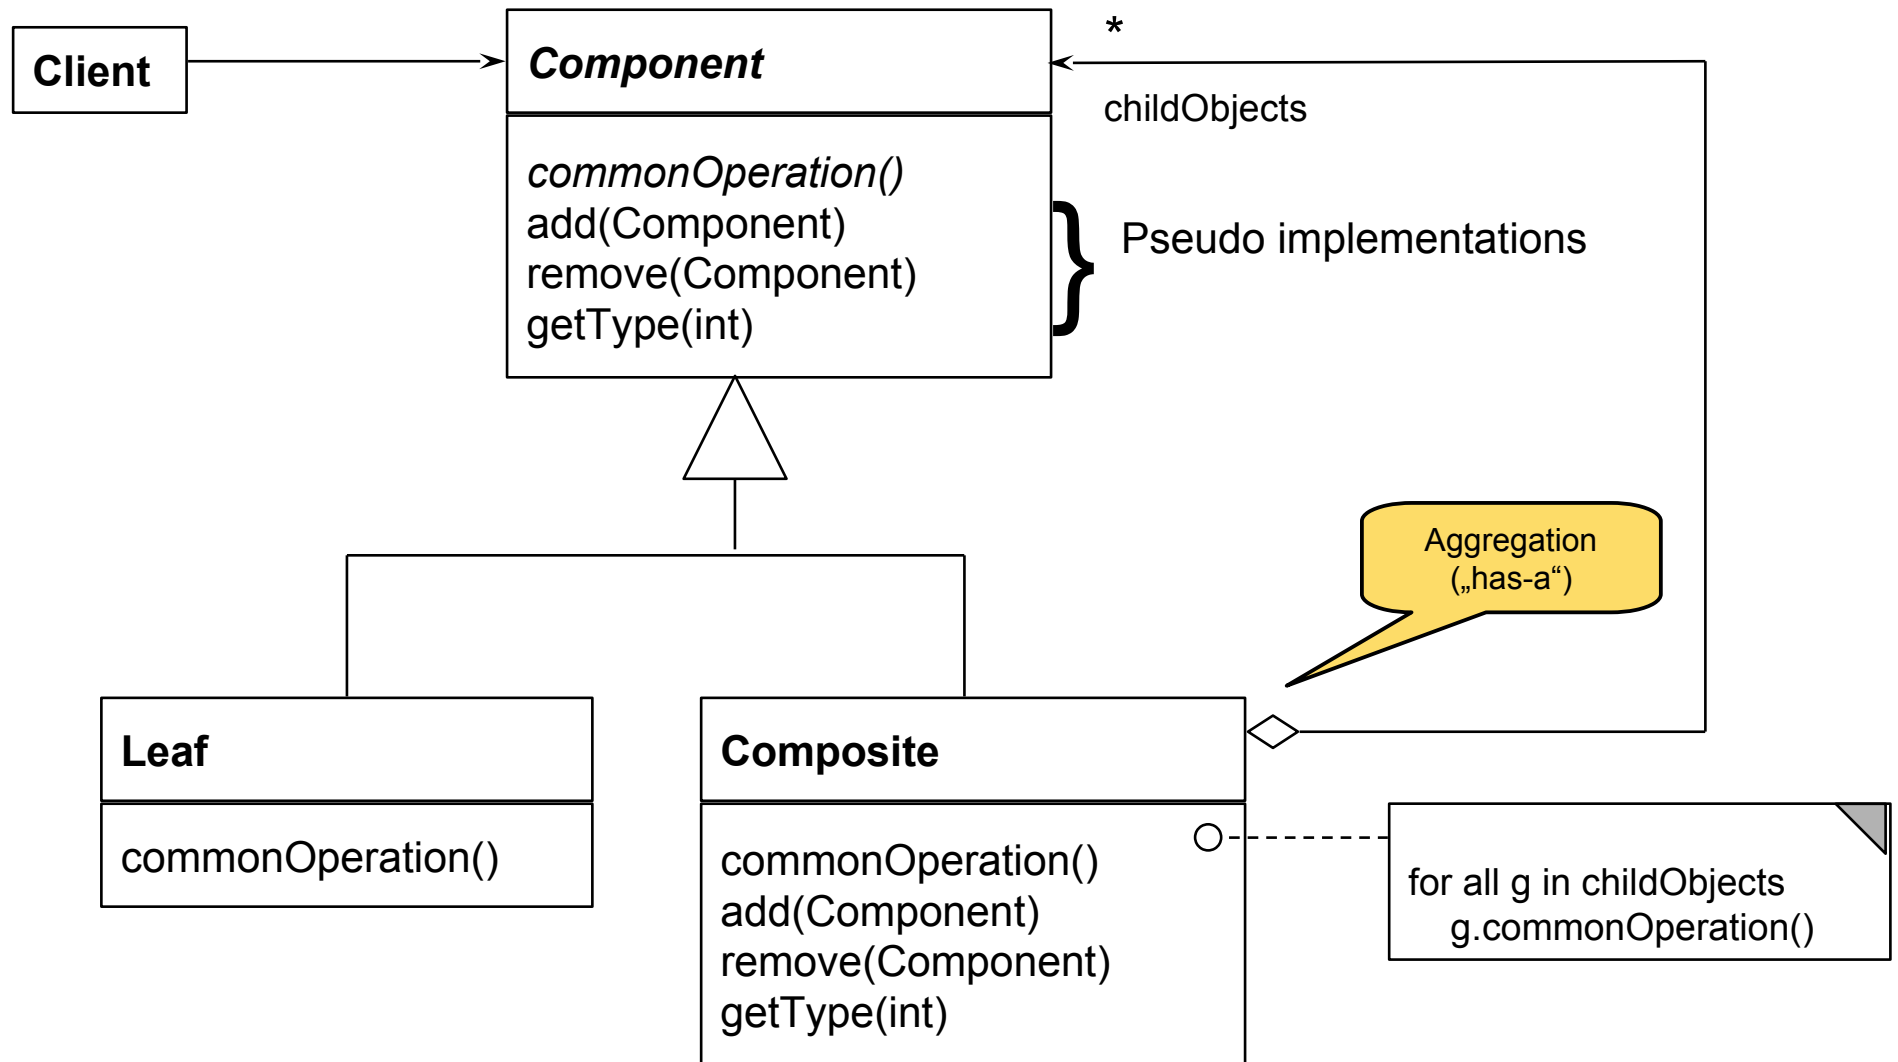 Client
Component
*
childObjects
commonOperation()
add(Component)
remove(Component)
getType(int)
}
Pseudo implementations
Aggregation
(„has-a“)
Leaf
commonOperation()
Composite
commonOperation()
add(Component)
remove(Component)
getType(int)
for all g in childObjects
g.commonOperation()